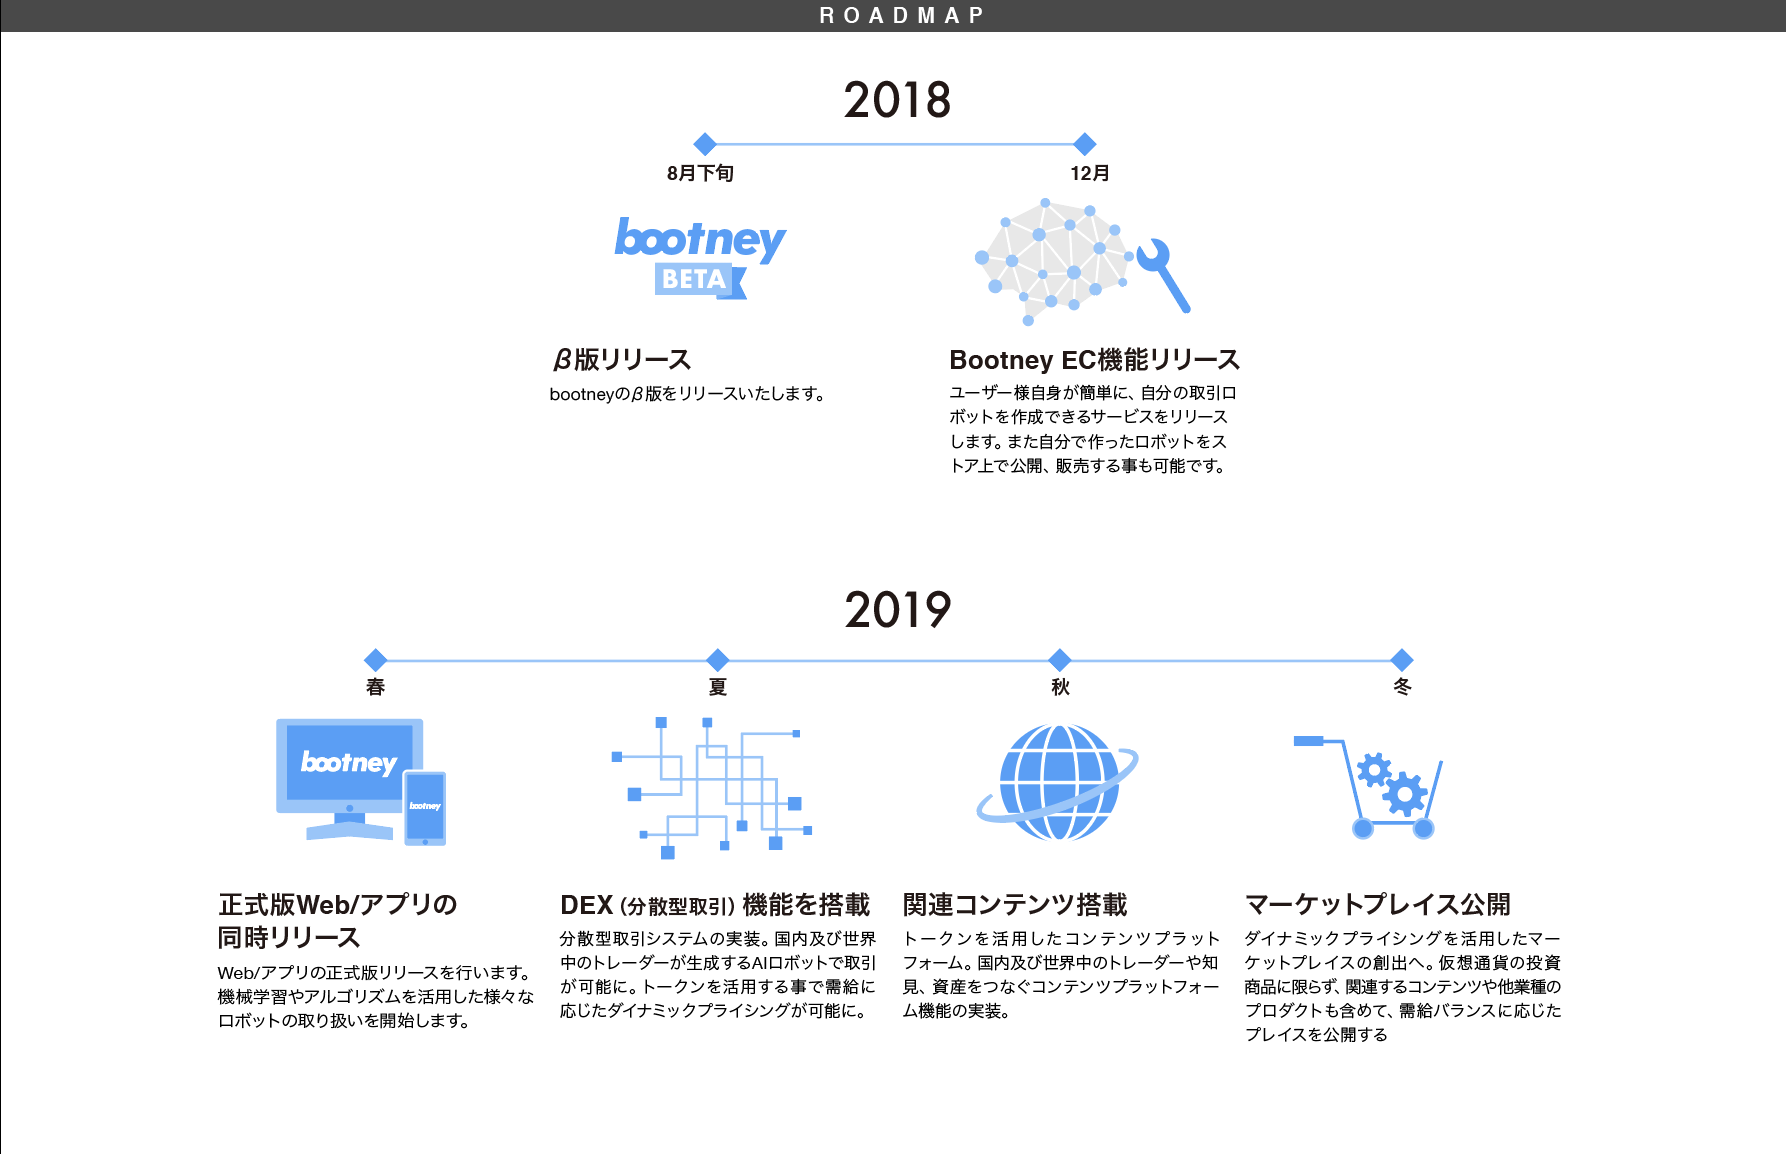 ROADMAP
2018
8月下旬
12月
bootney
BETA
β版リリース
bootneyのβ版をリリースいたします。
Bootney EC機能リリース
ユーザー様自身が簡単に、自分の取引ロ
ボットを作成できるサービスをリリース
します。また自分で作ったロボットをス
トア上で公開、販売する事も可能です。
2019
春
夏
秋
冬
bootney
bootney
正式版Web/アプリの
同時リリース
Web/アプリの正式版リリースを行います。
機械学習やアルゴリズムを活用した様々な
ロボットの取り扱いを開始します。
DEX（分散型取引）機能を搭載
分散型取引システムの実装。国内及び世界
中のトレーダーが生成するAIロボットで取引
が可能に。トークンを活用する事で需給に
応じたダイナミックプライシングが可能に。
関連コンテンツ搭載
トークンを活用したコンテンツプラット
フォーム。国内及び世界中のトレーダーや知
見、資産をつなぐコンテンツプラットフォー
ム機能の実装。
マーケットプレイス公開
ダイナミックプライシングを活用したマー
ケットプレイスの創出へ。仮想通貨の投資
商品に限らず、関連するコンテンツや他業種の
プロダクトも含めて、需給バランスに応じた
プレイスを公開する